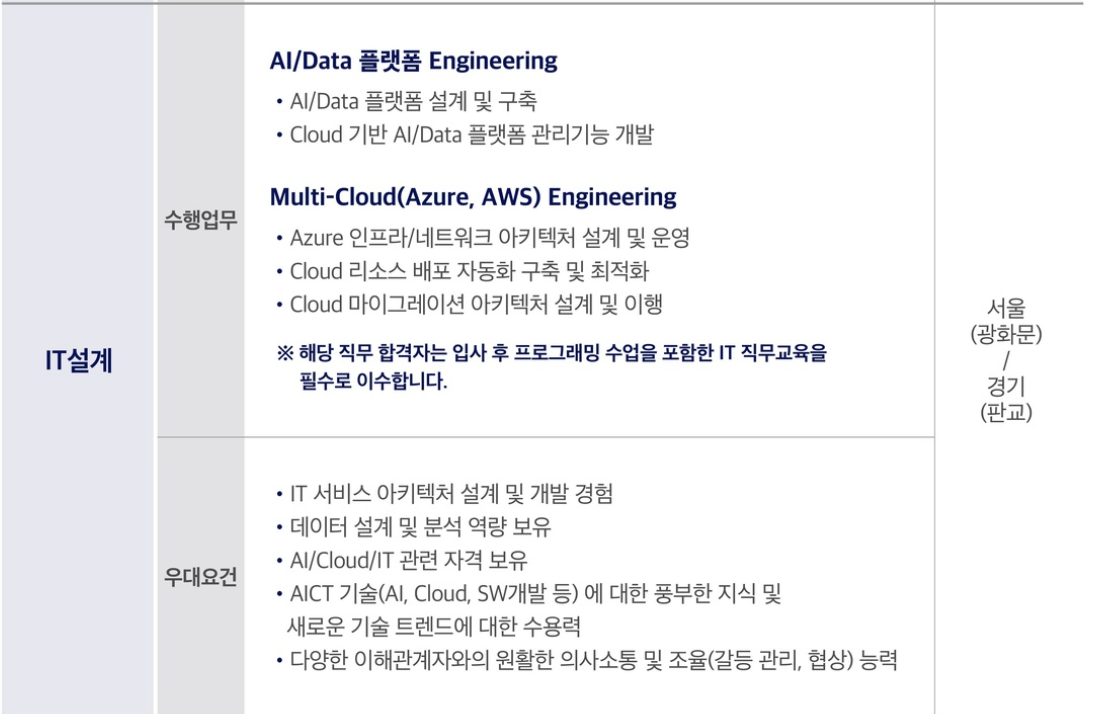 IT설계
수행업무
AI/Data 플랫폼 Engineering
• AI/Data 플랫폼 설계 및 구축
• Cloud 기반 AI/Data 플랫폼 관리기능 개발
Multi-Cloud(Azure, AWS) Engineering
• Azure 인프라/네트워크 아키텍처 설계 및 운영
• Cloud 리소스 배포 자동화 구축 및 최적화
• Cloud 마이그레이션 아키텍처 설계 및 이행
※ 해당 직무 합격자는 입사 후 프로그래밍 수업을 포함한 IT 직무교육을
필수로 이수합니다.
우대요건
• IT 서비스 아키텍처 설계 및 개발 경험
• 데이터 설계 및 분석 역량 보유
• AI/Cloud/IT 관련 자격 보유
• AICT 기술(AI, Cloud, SW개발 등) 에 대한 풍부한 지식 및
새로운 기술 트렌드에 대한 수용력
• 다양한 이해관계자와의 원활한 의사소통 및 조율(갈등 관리, 협상) 능력
서울
(광화문)
/
경기
(판교)